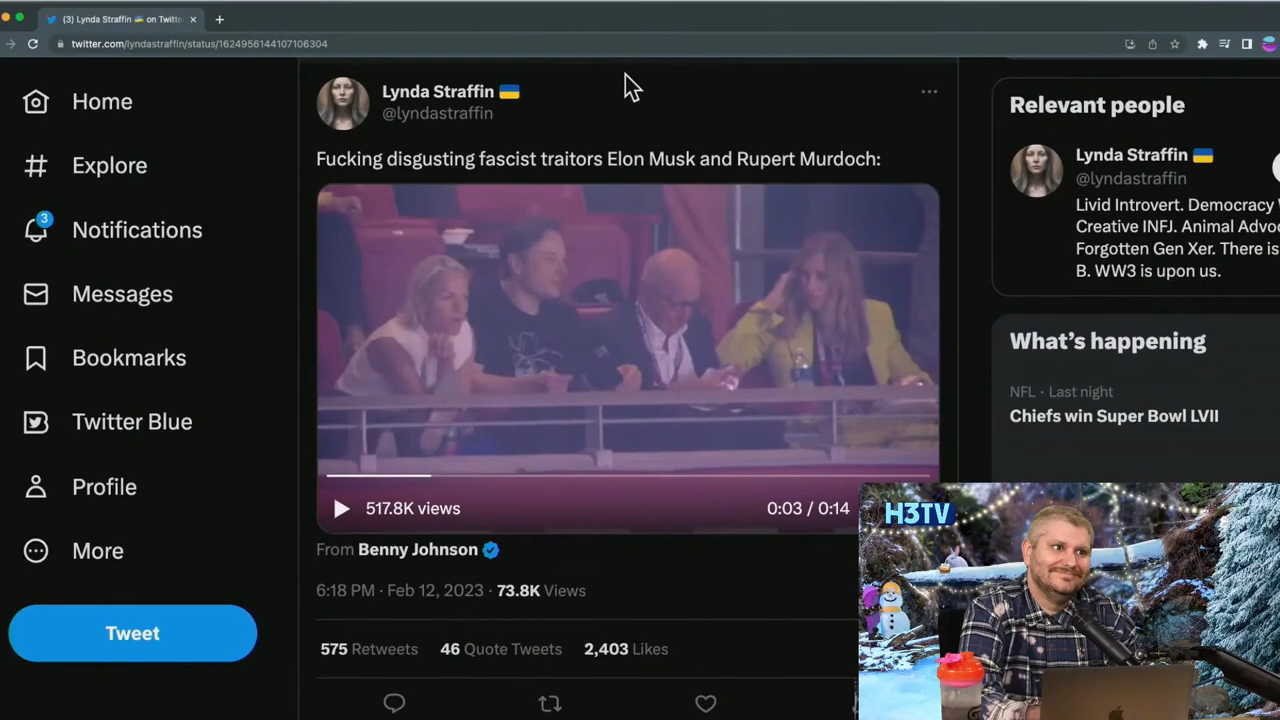 (3) Lynda Straffin 🇺🇦 on Twitte
twitter.com/lyndastraffin/status/1624956144107106304
Home
Explore
3
Notifications
Messages
Bookmarks
Twitter Blue
Profile
More
Tweet
Lynda Straffin 🇺🇦
@lyndastraffin
Fucking disgusting fascist traitors Elon Musk and Rupert Murdoch:
517.8K views
0:03 / 0:14
From Benny Johnson
6:18 PM · Feb 12, 2023 · 73.8K Views
575 Retweets 46 Quote Tweets 2,403 Likes
Relevant people
Lynda Straffin 🇺🇦
@lyndastraffin
Livid Introvert. Democracy
Creative INFJ. Animal Advo
Forgotten Gen Xer. There is
B. WW3 is upon us.
What's happening
NFL · Last night
Chiefs win Super Bowl LVII
H3TV